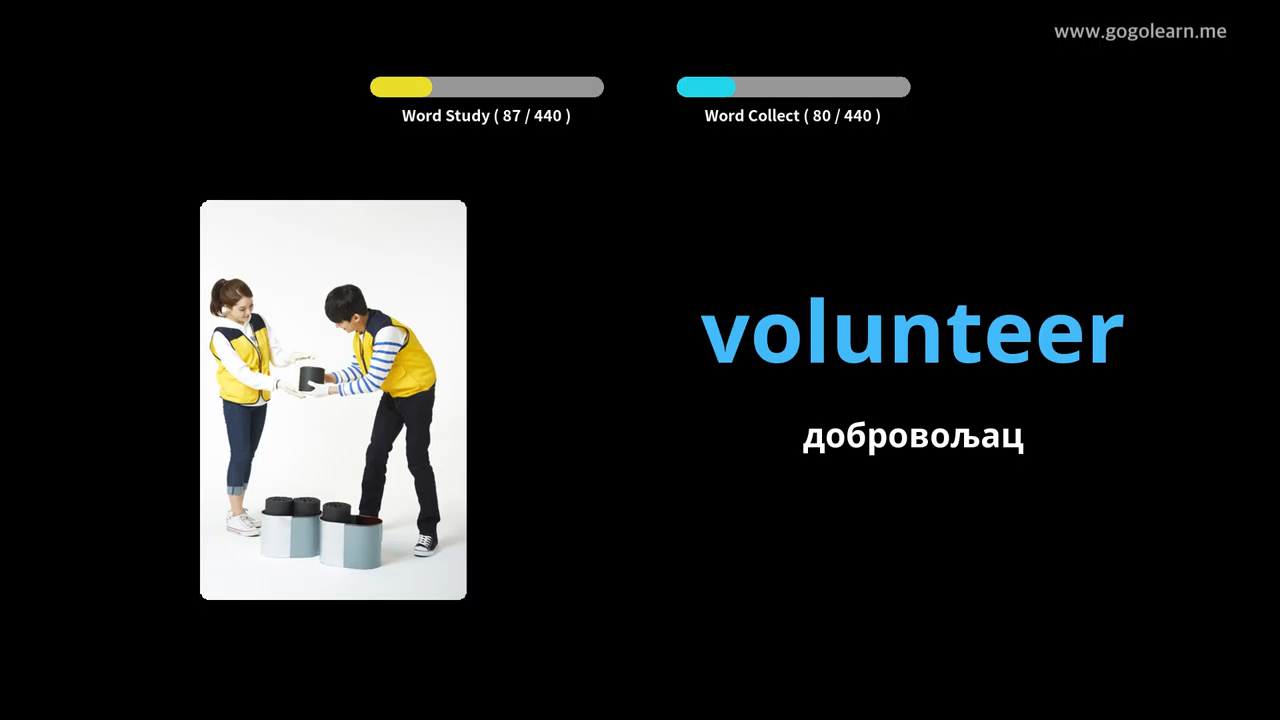 www.gogolearn.me
Word Study ( 87 / 440 )
Word Collect ( 80 / 440 )
volunteer
добровољац